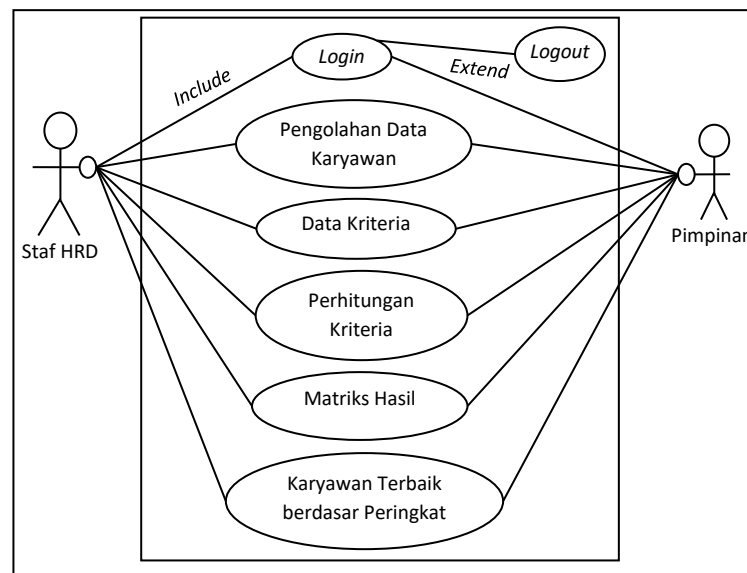 Login
Logout
Extend
Include
Pengolahan Data
Karyawan
Data Kriteria
Staf HRD
Pimpinan
Perhitungan
Kriteria
Matriks Hasil
Karyawan Terbaik
berdasar Peringkat